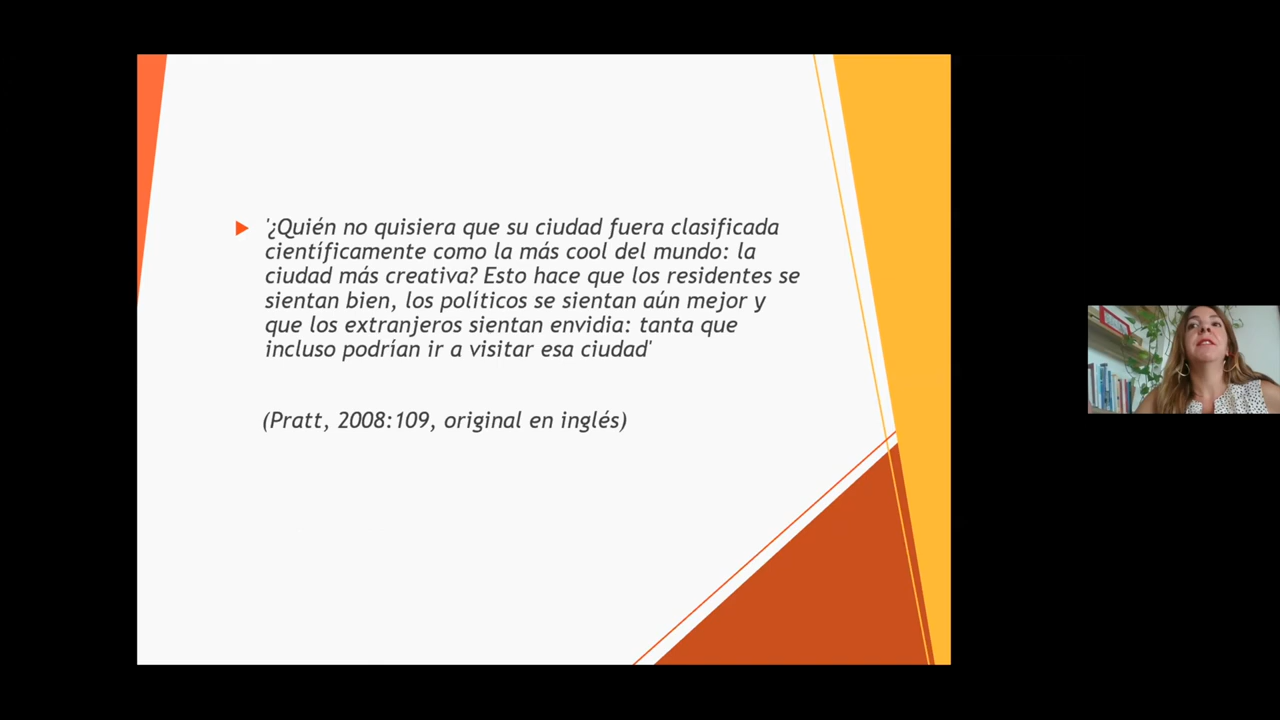 '¿Quién no quisiera que su ciudad fuera clasificada
científicamente como la más cool del mundo: la
ciudad más creativa? Esto hace que los residentes se
sientan bien, los políticos se sientan aún mejor y
que los extranjeros sientan envidia: tanta que
incluso podrían ir a visitar esa ciudad'
(Pratt, 2008:109, original en inglés)